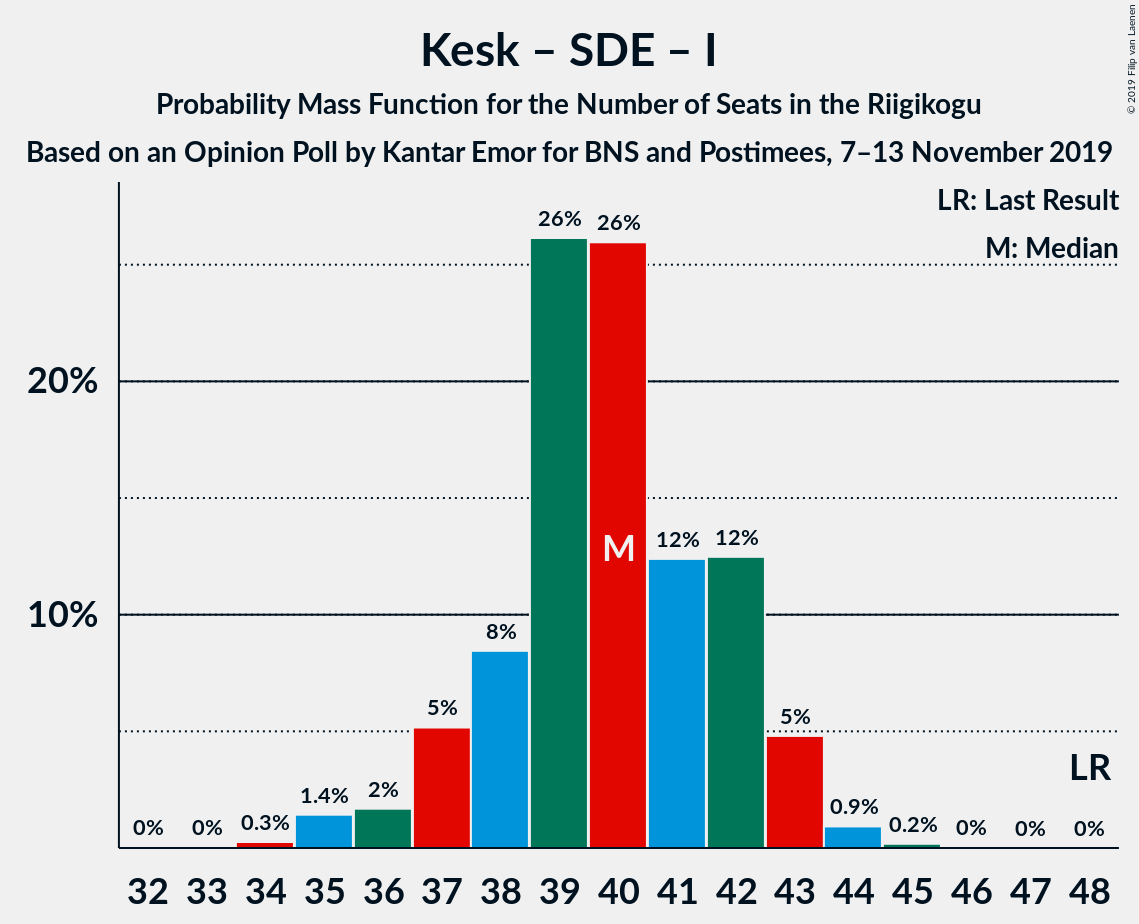 Kesk – SDE – I
Probability Mass Function for the Number of Seats in the Riigikogu
Based on an Opinion Poll by Kantar Emor for BNS and Postimees, 7–13 November 2019
© 2019 Filip van Laenen
LR: Last Result
M: Median
26% 26%
20%
M
12% 12%
10%
8%
5% 5%
LR
0% 0% 0.3% 1.4% 2% 0.9% 0.2% 0% 0% 0%
32 33 34 35 36 37 38 39 40 41 42 43 44 45 46 47 48